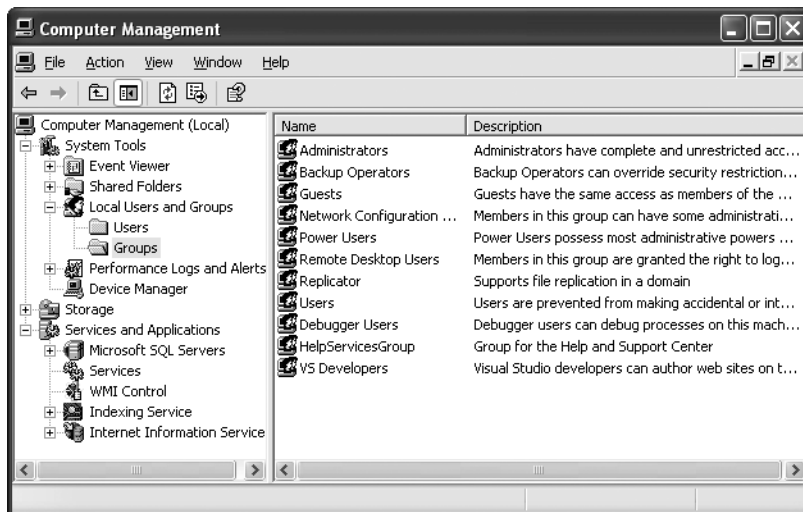 Computer Management
File Action View Window Help
Computer Management (Local)
System Tools
Event Viewer
Shared Folders
Local Users and Groups
Users
Groups
Performance Logs and Alerts
Device Manager
Storage
Services and Applications
Microsoft SQL Servers
Services
WMI Control
Indexing Service
Internet Information Service
Name Description
Administrators Administrators have complete and unrestricted acc...
Backup Operators Backup Operators can override security restriction...
Guests Guests have the same access as members of the ...
Network Configuration ... Members in this group can have some administrati...
Power Users Power Users possess most administrative powers ...
Remote Desktop Users Members in this group are granted the right to log...
Replicator Supports file replication in a domain
Users Users are prevented from making accidental or int...
Debugger Users Debugger users can debug processes on this mach...
HelpServicesGroup Group for the Help and Support Center
VS Developers Visual Studio developers can author web sites on t...